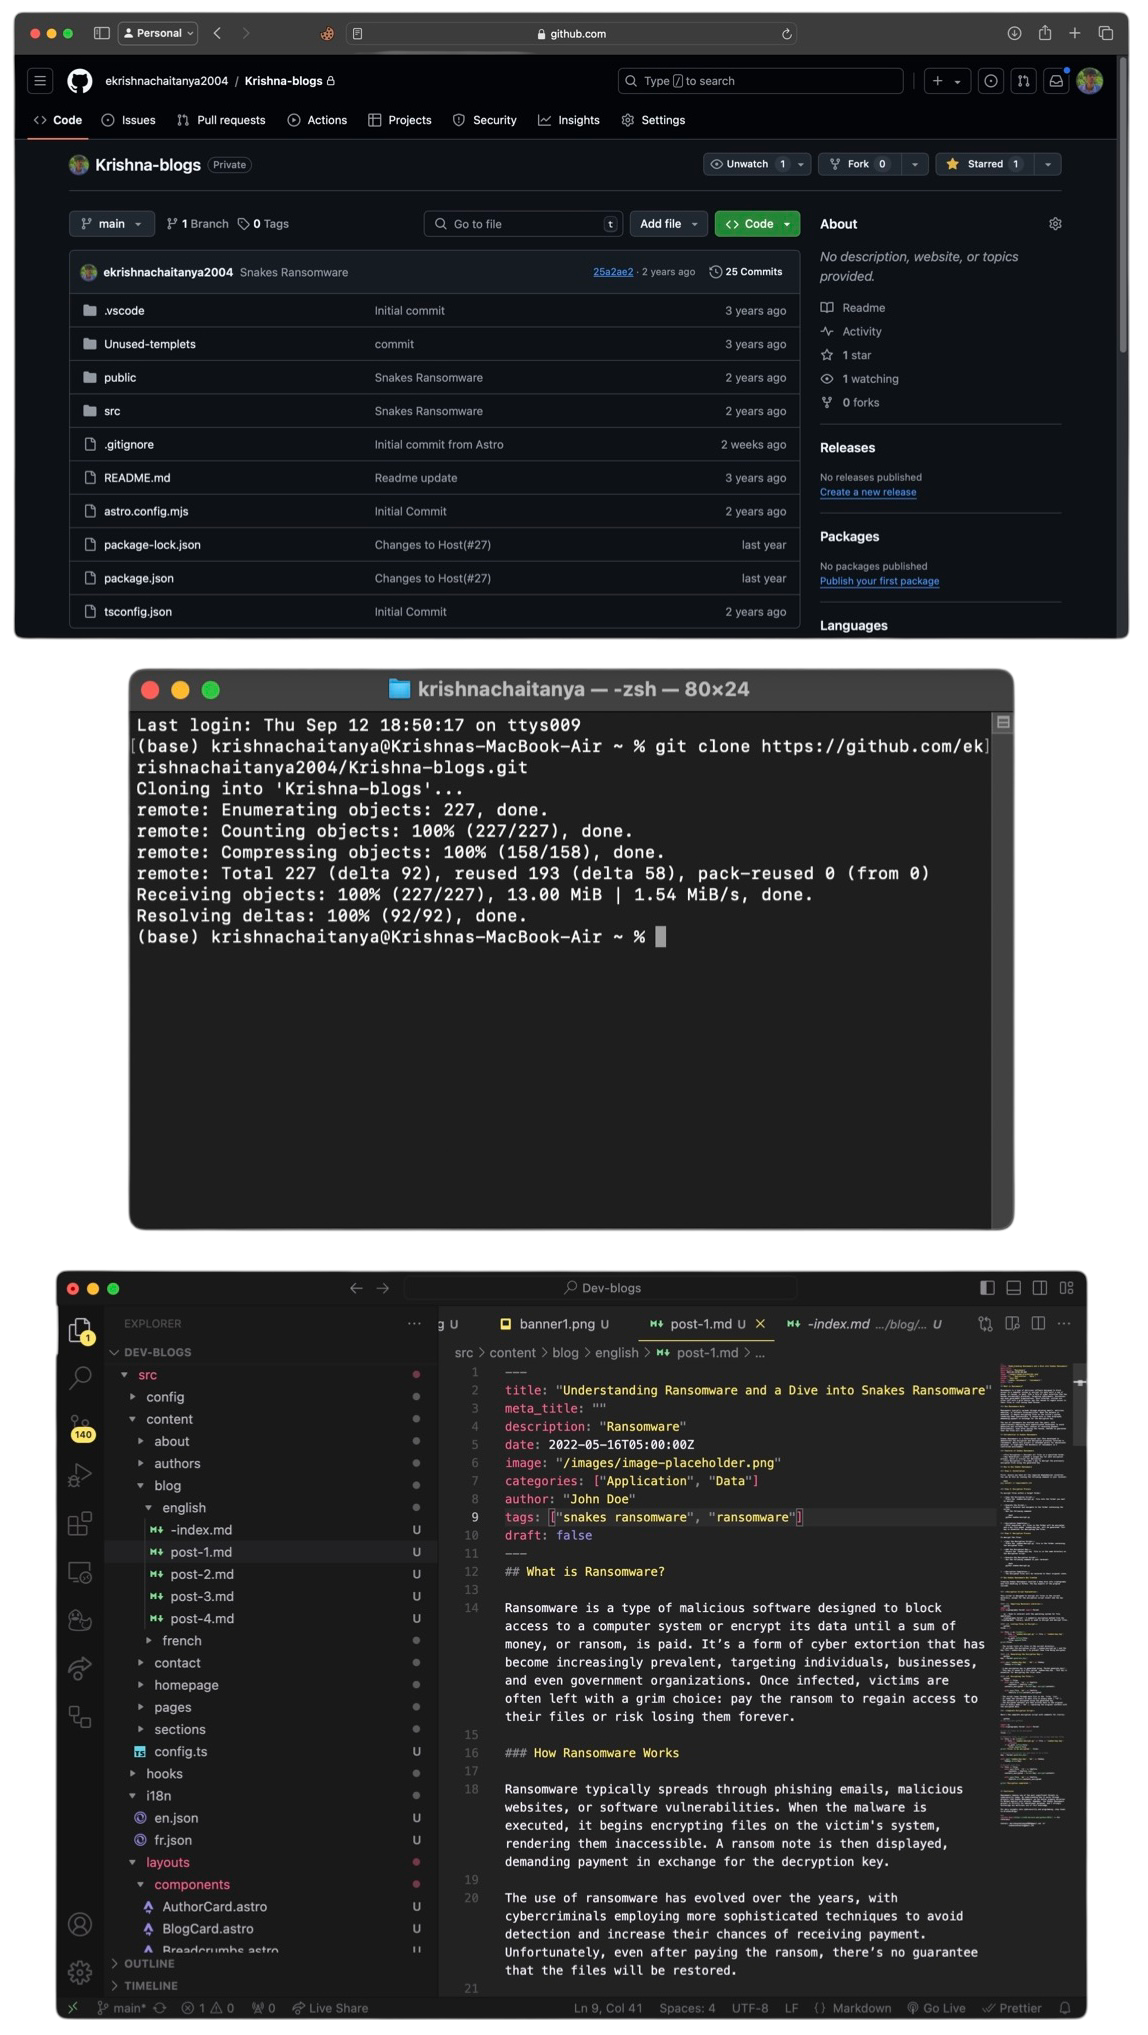 Personal
github.com
ekrishnachaitanya2004 / Krishna-blogs
Type / to search
Code Issues Pull requests Actions Projects Security Insights Settings
Krishna-blogs Private
Unwatch 1 Fork 0 Starred 1
main 1 Branch 0 Tags Go to file t Add file <> Code
About
No description, website, or topics provided.
ekrishnachaitanya2004 Snakes Ransomware 25a2ae2 · 2 years ago 25 Commits
.vscode Initial commit 3 years ago
Unused-templets commit 3 years ago
public Snakes Ransomware 2 years ago
src Snakes Ransomware 2 years ago
.gitignore Initial commit from Astro 2 weeks ago
README.md Readme update 3 years ago
astro.config.mjs Initial Commit 2 years ago
package-lock.json Changes to Host(#27) last year
package.json Changes to Host(#27) last year
tsconfig.json Initial Commit 2 years ago
Readme
Activity
1 star
1 watching
0 forks
Releases
No releases published
Create a new release
Packages
No packages published
Publish your first package
Languages
krishnachaitanya — -zsh — 80×24
Last login: Thu Sep 12 18:50:17 on ttys009
[(base) krishnachaitanya@Krishnas-MacBook-Air ~ % git clone https://github.com/ek]
rishnachaitanya2004/Krishna-blogs.git
Cloning into 'Krishna-blogs'...
remote: Enumerating objects: 227, done.
remote: Counting objects: 100% (227/227), done.
remote: Compressing objects: 100% (158/158), done.
remote: Total 227 (delta 92), reused 193 (delta 58), pack-reused 0 (from 0)
Receiving objects: 100% (227/227), 13.00 MiB | 1.54 MiB/s, done.
Resolving deltas: 100% (92/92), done.
(base) krishnachaitanya@Krishnas-MacBook-Air ~ %
Dev-blogs
1
140
EXPLORER ...
DEV-BLOGS
src
config
content
about
authors
blog
english
-index.md U
post-1.md U
post-2.md U
post-3.md U
post-4.md U
french
contact
homepage
pages
sections
config.ts U
hooks
i18n
en.json U
fr.json U
layouts
components
AuthorCard.astro U
BlogCard.astro U
Breadcrumbs.astro
OUTLINE
TIMELINE
g U banner1.png U post-1.md U × -index.md .../blog/... U
src > content > blog > english > post-1.md > ...
1 ---
2 title: "Understanding Ransomware and a Dive into Snakes Ransomware"
3 meta_title: ""
4 description: "Ransomware"
5 date: 2022-05-16T05:00:00Z
6 image: "/images/image-placeholder.png"
7 categories: ["Application", "Data"]
8 author: "John Doe"
9 tags: ["snakes ransomware", "ransomware"]
10 draft: false
11 ---
12 ## What is Ransomware?
13
14 Ransomware is a type of malicious software designed to block
access to a computer system or encrypt its data until a sum of
money, or ransom, is paid. It's a form of cyber extortion that has
become increasingly prevalent, targeting individuals, businesses,
and even government organizations. Once infected, victims are
often left with a grim choice: pay the ransom to regain access to
their files or risk losing them forever.
15
16 ### How Ransomware Works
17
18 Ransomware typically spreads through phishing emails, malicious
websites, or software vulnerabilities. When the malware is
executed, it begins encrypting files on the victim's system,
rendering them inaccessible. A ransom note is then displayed,
demanding payment in exchange for the decryption key.
19
20 The use of ransomware has evolved over the years, with
cybercriminals employing more sophisticated techniques to avoid
detection and increase their chances of receiving payment.
Unfortunately, even after paying the ransom, there's no guarantee
that the files will be restored.
21
main* 1 0 0 Live Share Ln 9, Col 41 Spaces: 4 UTF-8 LF {} Markdown Go Live Prettier